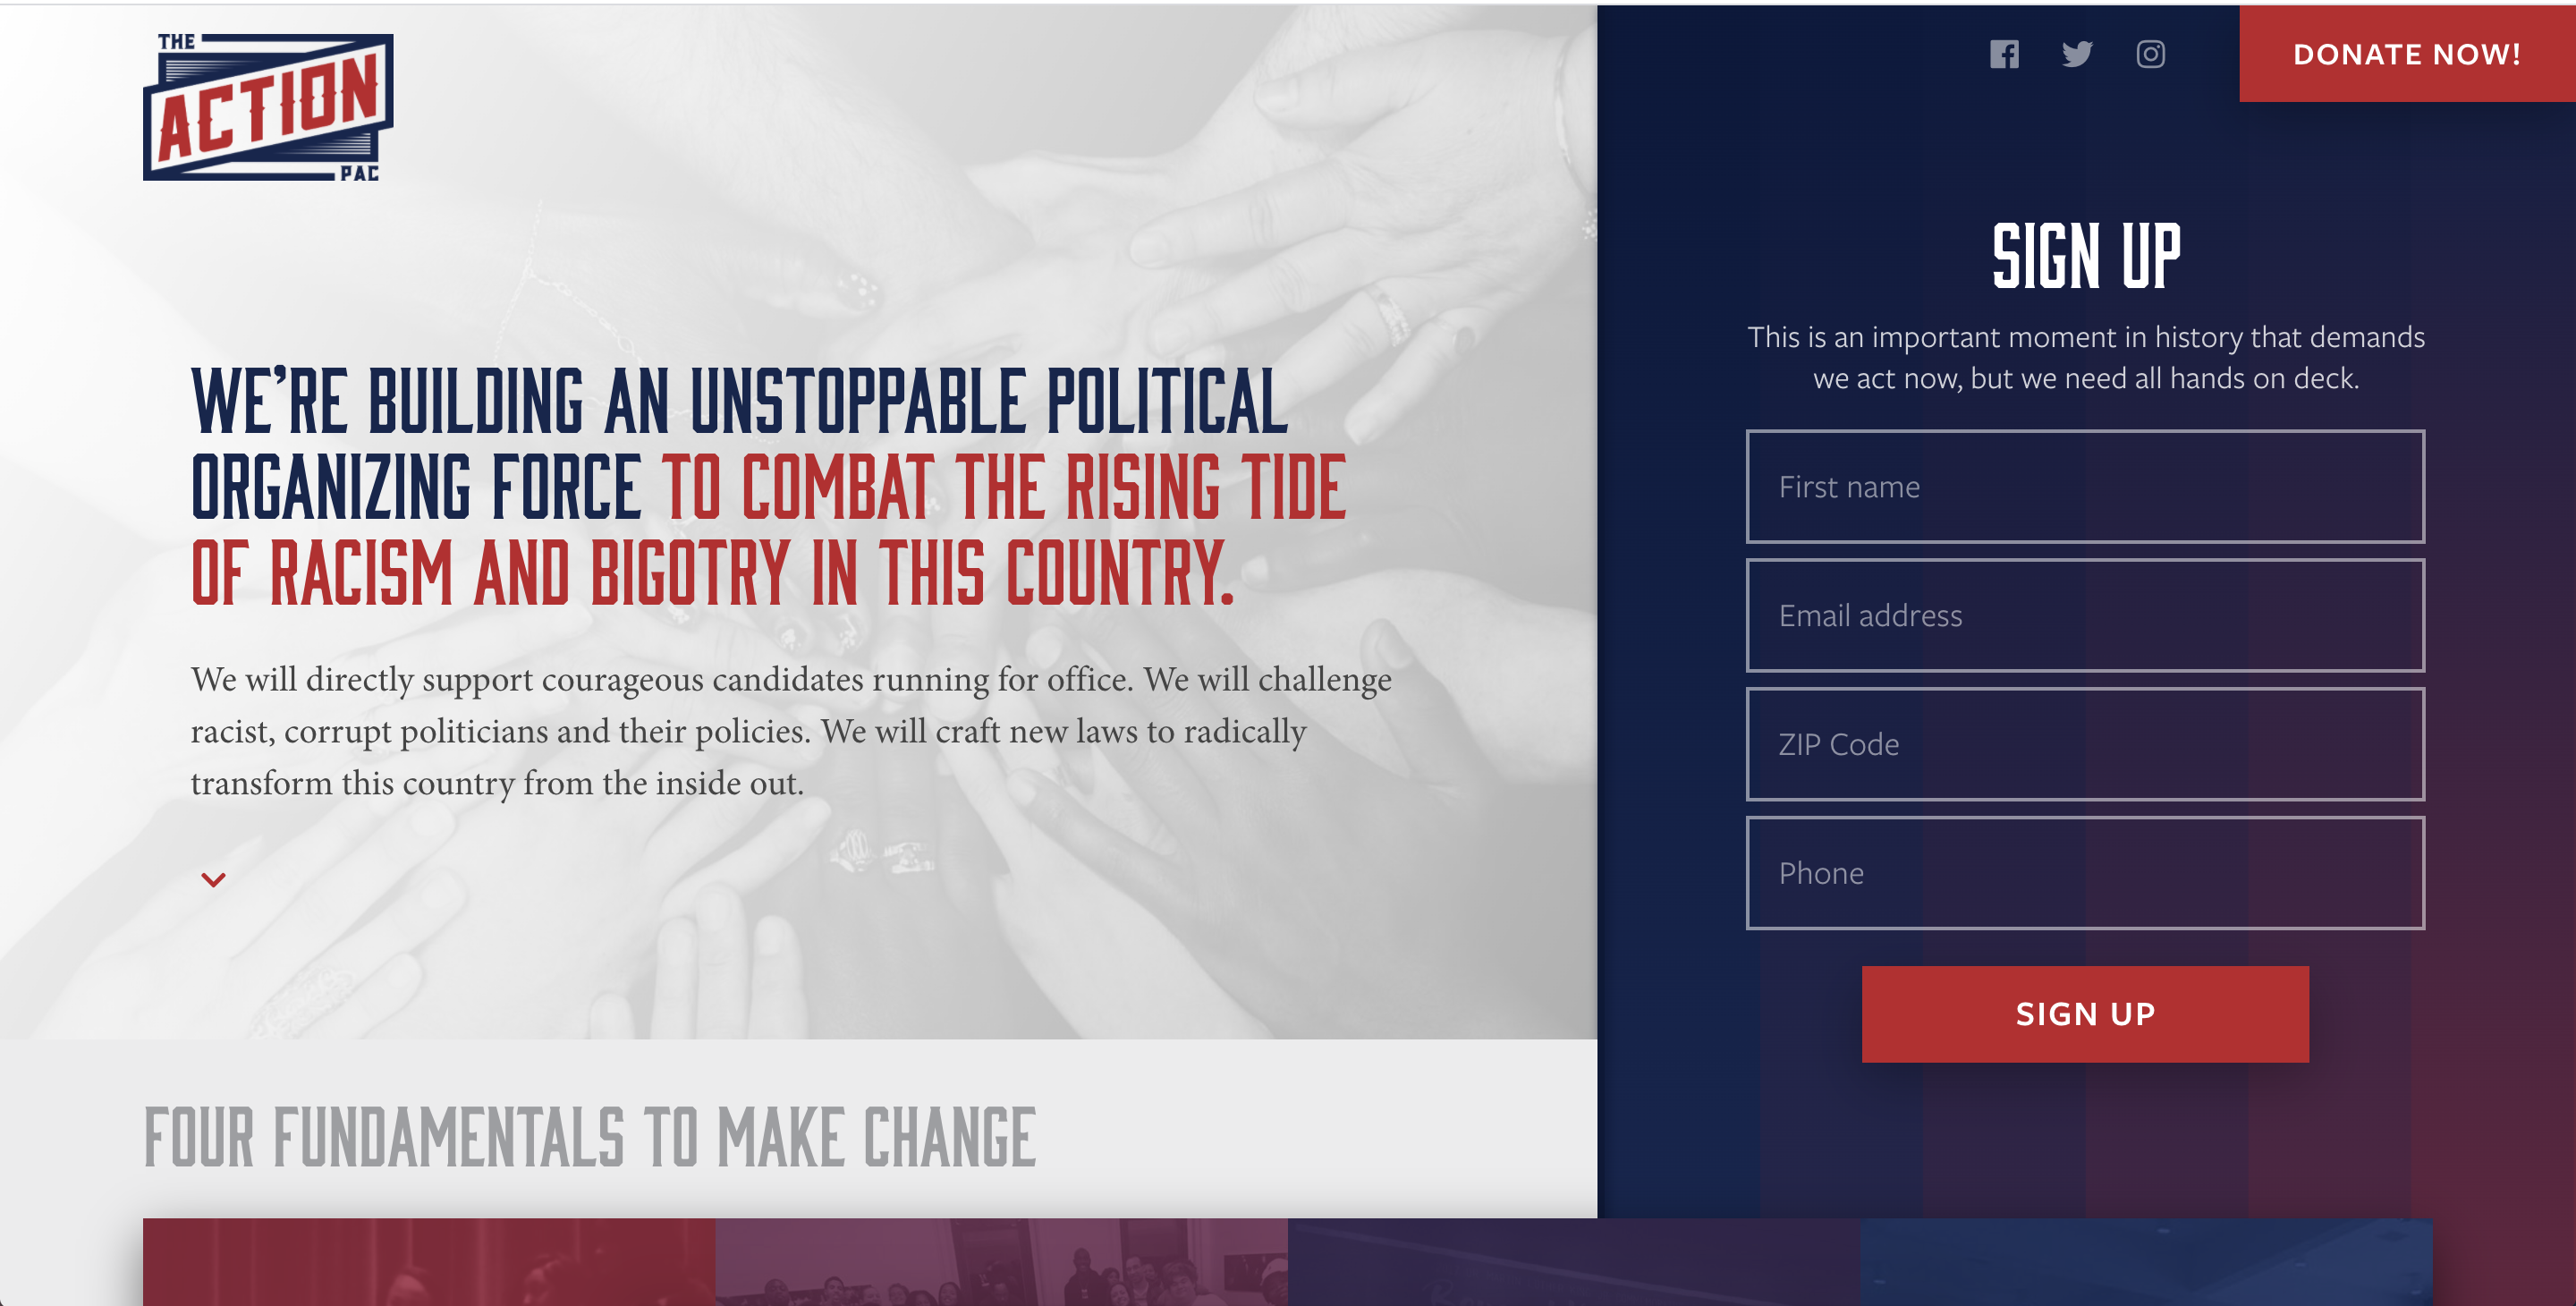 THE
ACTION
PAC
DONATE NOW!
WE’RE BUILDING AN UNSTOPPABLE POLITICAL
ORGANIZING FORCE TO COMBAT THE RISING TIDE
OF RACISM AND BIGOTRY IN THIS COUNTRY.
We will directly support courageous candidates running for office. We will challenge
racist, corrupt politicians and their policies. We will craft new laws to radically
transform this country from the inside out.
SIGN UP
This is an important moment in history that demands
we act now, but we need all hands on deck.
First name
Email address
ZIP Code
Phone
SIGN UP
FOUR FUNDAMENTALS TO MAKE CHANGE